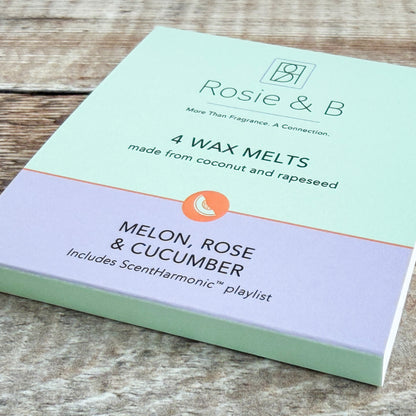 Rosie & B
More Than Fragrance. A Connection.
4 WAX MELTS
made from coconut and rapeseed
MELON, ROSE
& CUCUMBER
Includes ScentHarmonic™ playlist